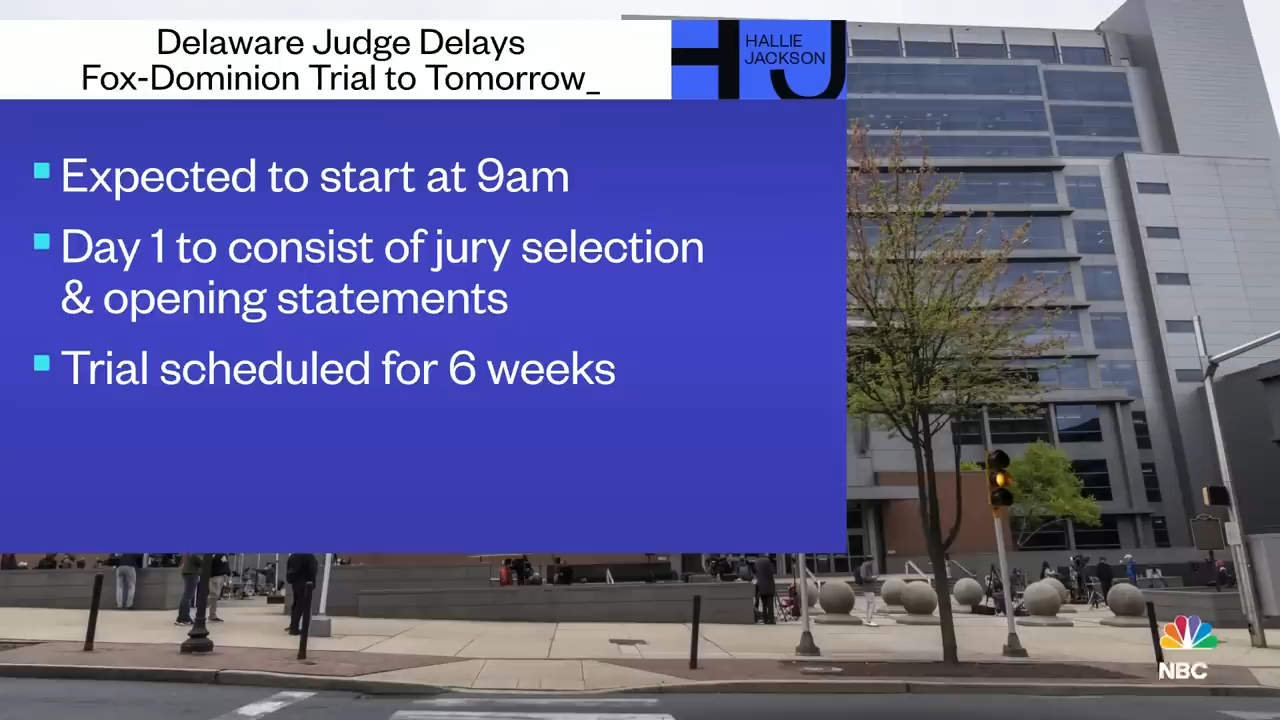 Delaware Judge Delays
Fox-Dominion Trial to Tomorrow_
HALLIE
JACKSON
Expected to start at 9am
Day 1 to consist of jury selection
& opening statements
Trial scheduled for 6 weeks
NBC